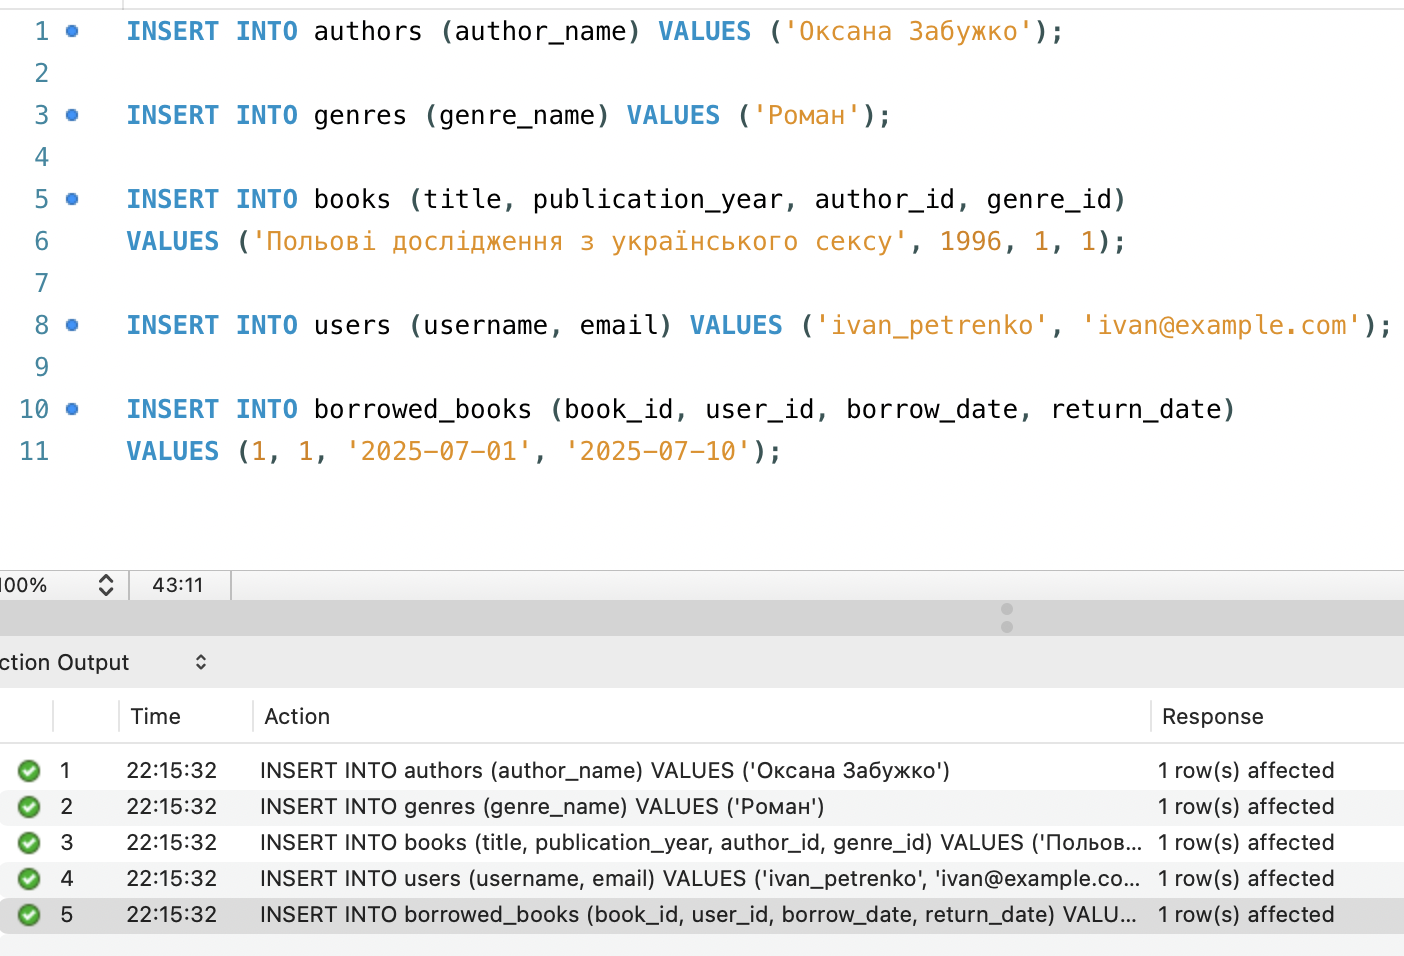 1 INSERT INTO authors (author_name) VALUES ('Оксана Забужко');
2
3 INSERT INTO genres (genre_name) VALUES ('Роман');
4
5 INSERT INTO books (title, publication_year, author_id, genre_id)
6 VALUES ('Польові дослідження з українського сексу', 1996, 1, 1);
7
8 INSERT INTO users (username, email) VALUES ('ivan_petrenko', 'ivan@example.com');
9
10 INSERT INTO borrowed_books (book_id, user_id, borrow_date, return_date)
11 VALUES (1, 1, '2025-07-01', '2025-07-10');
100% 43:11
ction Output
Time Action Response
1 22:15:32 INSERT INTO authors (author_name) VALUES ('Оксана Забужко') 1 row(s) affected
2 22:15:32 INSERT INTO genres (genre_name) VALUES ('Роман') 1 row(s) affected
3 22:15:32 INSERT INTO books (title, publication_year, author_id, genre_id) VALUES ('Польов... 1 row(s) affected
4 22:15:32 INSERT INTO users (username, email) VALUES ('ivan_petrenko', 'ivan@example.co... 1 row(s) affected
5 22:15:32 INSERT INTO borrowed_books (book_id, user_id, borrow_date, return_date) VALU... 1 row(s) affected